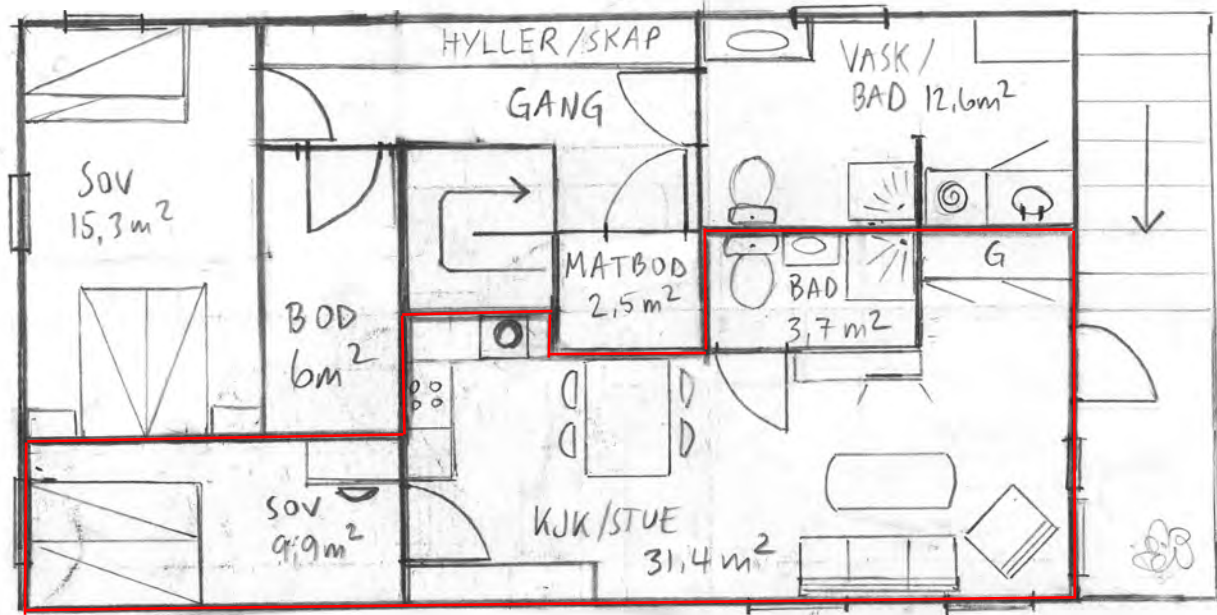 HYLLER/SKAP
GANG
VASK/
BAD 12,6m²
SOV
15,3m²
MATBOD
2,5m²
G
BAD
3,7m²
BOD
6m²
SOV
9,9m²
KJK/STUE
31,4m²